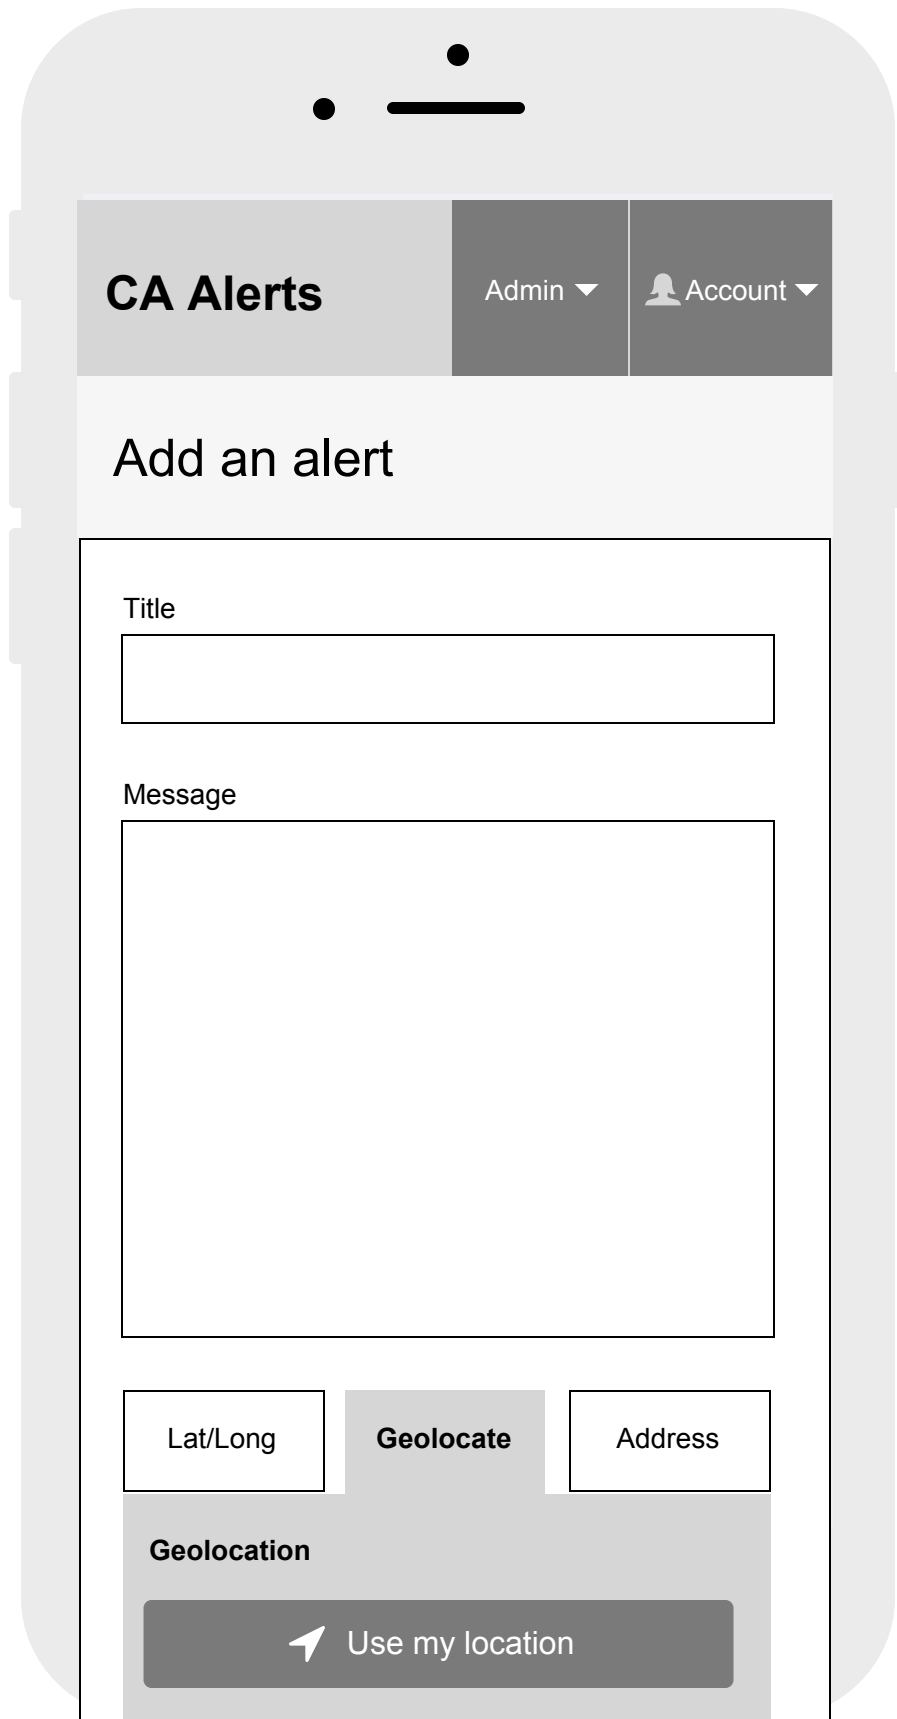 CA Alerts
Admin
Account
Add an alert
Title
Message
Lat/Long
Geolocate
Address
Geolocation
Use my location